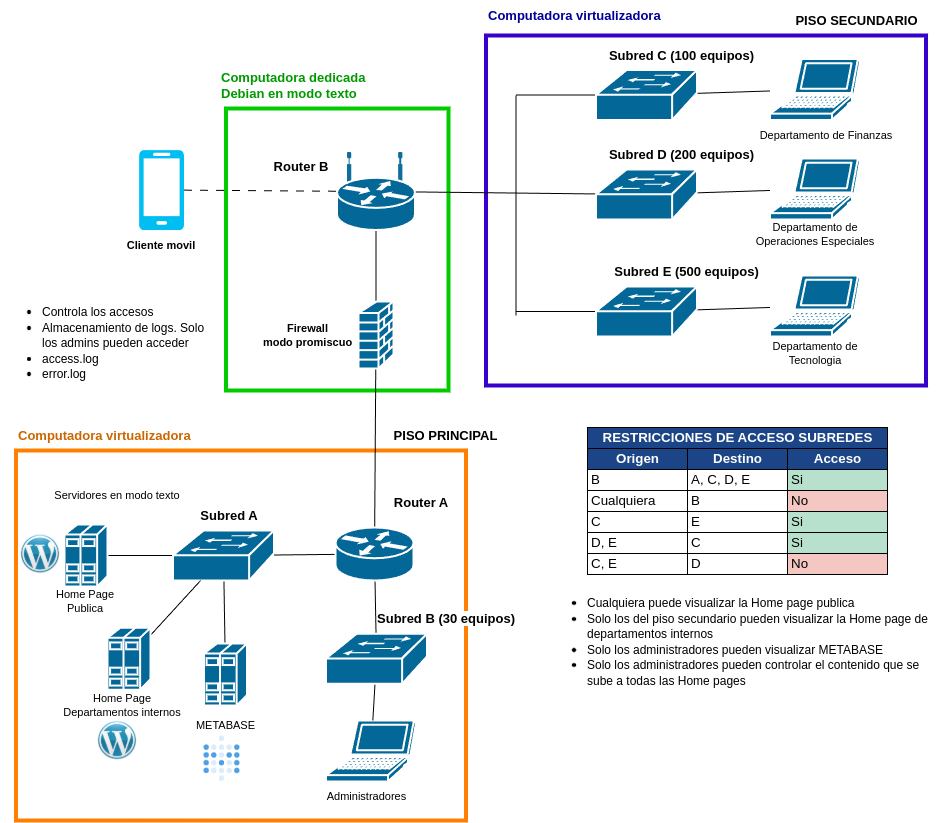 Computadora virtualizadora
PISO SECUNDARIO
Subred C (100 equipos)
Departamento de Finanzas
Subred D (200 equipos)
Departamento de
Operaciones Especiales
Subred E (500 equipos)
Departamento de
Tecnologia
Computadora dedicada
Debian en modo texto
Router B
Cliente movil
Firewall
modo promiscuo
• Controla los accesos
• Almacenamiento de logs. Solo
los admins pueden acceder
• access.log
• error.log
Computadora virtualizadora
PISO PRINCIPAL
Servidores en modo texto
Subred A
Router A
Home Page
Publica
Subred B (30 equipos)
Home Page
Departamentos internos
METABASE
Administradores
RESTRICCIONES DE ACCESO SUBREDES
Origen Destino Acceso
B A, C, D, E Si
Cualquiera B No
C E Si
D, E C Si
C, E D No
• Cualquiera puede visualizar la Home page publica
• Solo los del piso secundario pueden visualizar la Home page de
departamentos internos
• Solo los administradores pueden visualizar METABASE
• Solo los administradores pueden controlar el contenido que se
sube a todas las Home pages